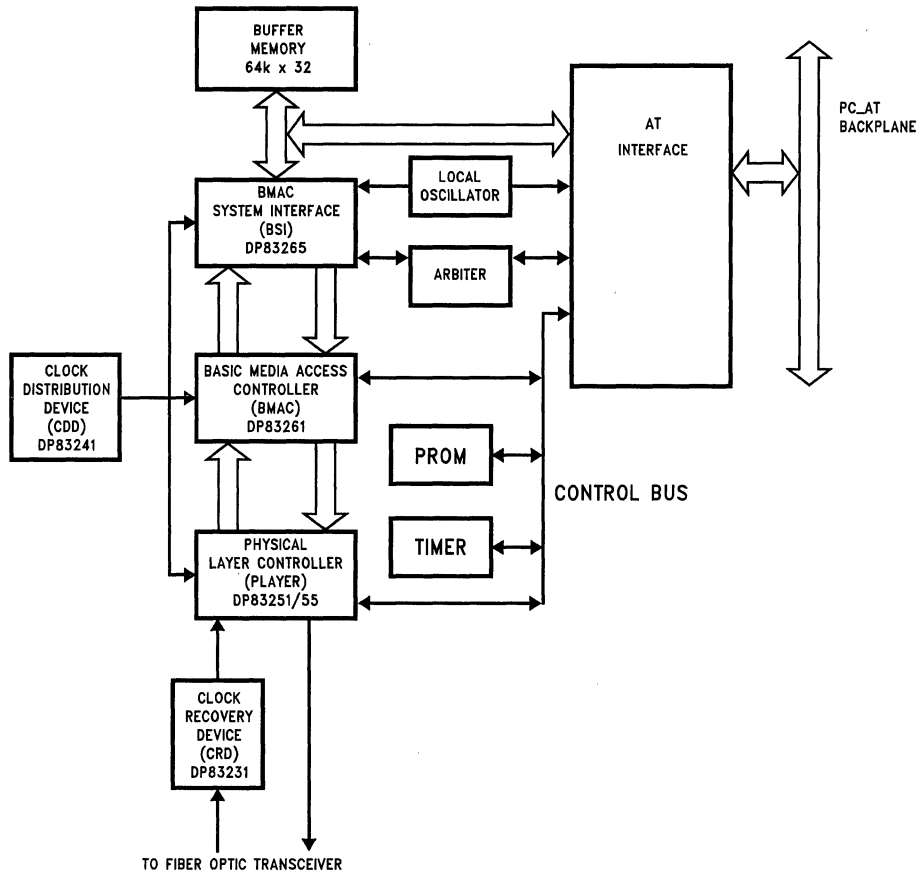 BUFFER
MEMORY
64k x 32
AT
INTERFACE
PC_AT
BACKPLANE
BMAC
SYSTEM INTERFACE
(BSI)
DP83265
LOCAL
OSCILLATOR
ARBITER
CLOCK
DISTRIBUTION
DEVICE
(CDD)
DP83241
BASIC MEDIA ACCESS
CONTROLLER
(BMAC)
DP83261
PROM
CONTROL BUS
TIMER
PHYSICAL
LAYER CONTROLLER
(PLAYER)
DP83251/55
CLOCK
RECOVERY
DEVICE
(CRD)
DP83231
TO FIBER OPTIC TRANSCEIVER